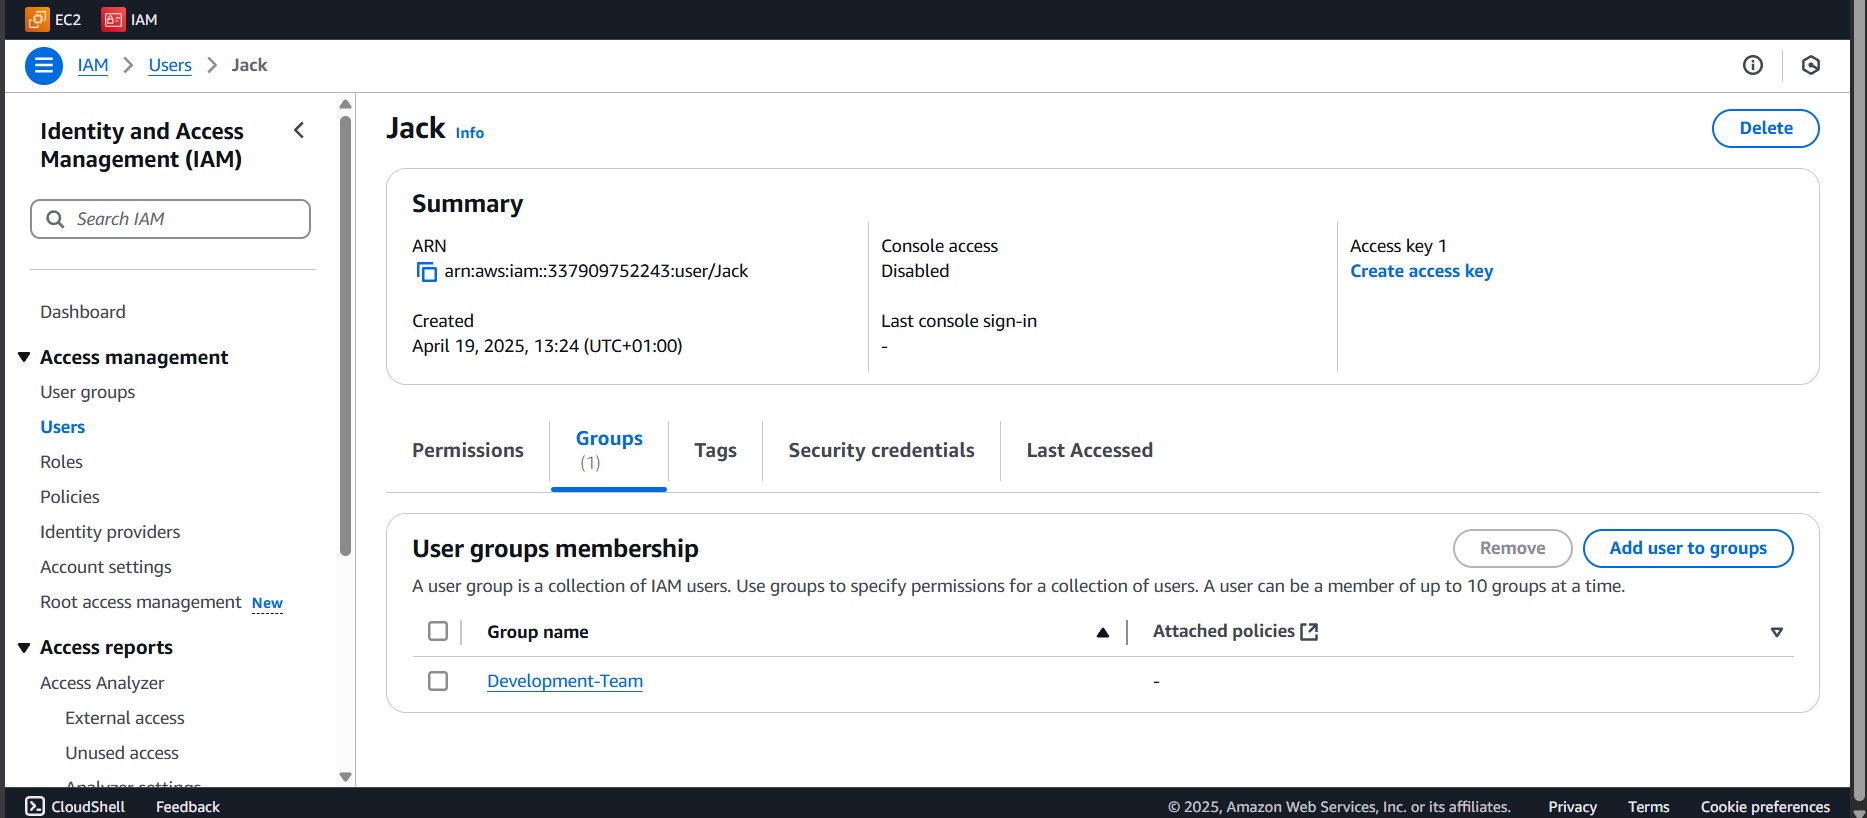 EC2 IAM
IAM > Users > Jack
Identity and Access
Management (IAM)
Search IAM
Dashboard
Access management
User groups
Users
Roles
Policies
Identity providers
Account settings
Root access management New
Access reports
Access Analyzer
External access
Unused access
Analyzer settings
Jack Info
Delete
Summary
ARN
arn:aws:iam::337909752243:user/Jack
Created
April 19, 2025, 13:24 (UTC+01:00)
Console access
Disabled
Last console sign-in
-
Access key 1
Create access key
Permissions
Groups
(1)
Tags
Security credentials
Last Accessed
User groups membership
Remove
Add user to groups
A user group is a collection of IAM users. Use groups to specify permissions for a collection of users. A user can be a member of up to 10 groups at a time.
Group name
Attached policies
Development-Team
-
CloudShell
Feedback
© 2025, Amazon Web Services, Inc. or its affiliates.
Privacy
Terms
Cookie preferences